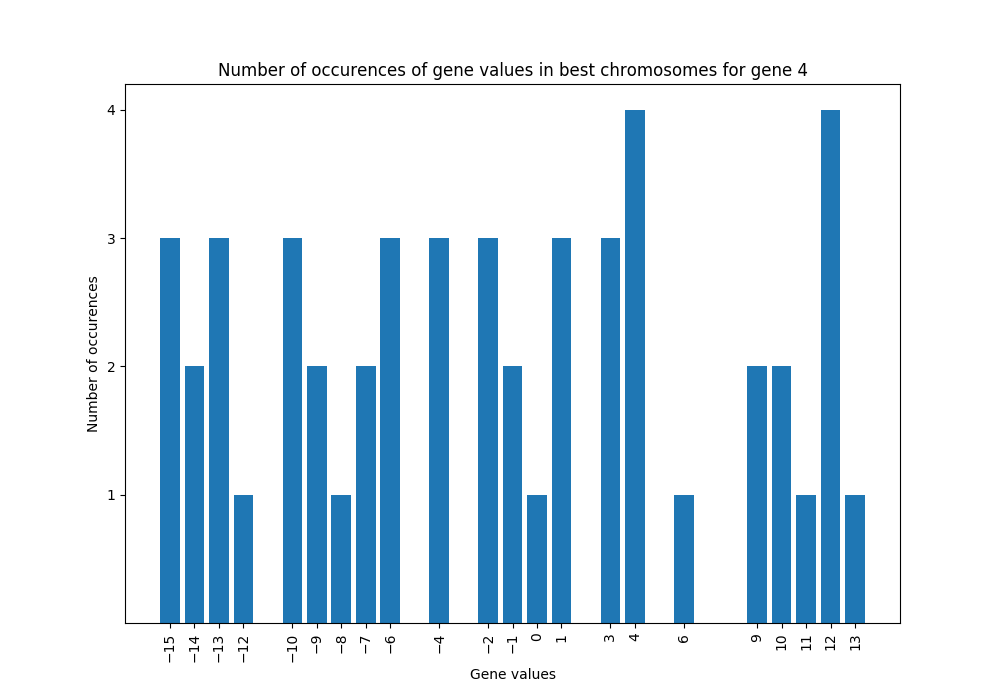 Number of occurences of gene values in best chromosomes for gene 4
4
3
2
1
Number of occurences
−15 −14 −13 −12 −10 −9 −8 −7 −6 −4 −2 −1 0 1 3 4 6 9 10 11 12 13
Gene values